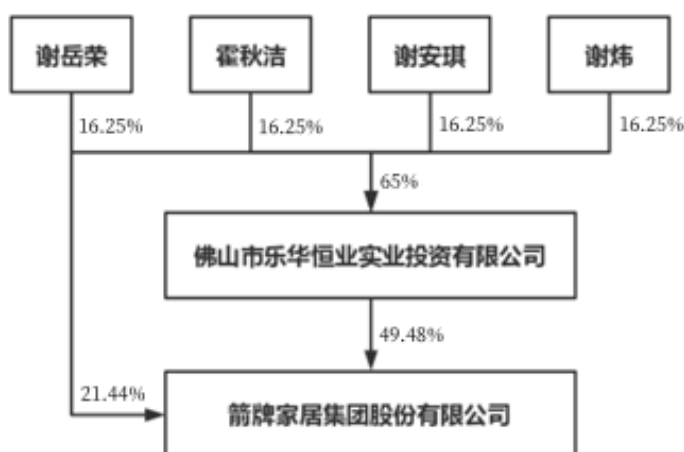 谢岳荣
霍秋洁
谢安琪
谢炜
16.25%
16.25%
16.25%
16.25%
65%
佛山市乐华恒业实业投资有限公司
49.48%
21.44%
箭牌家居集团股份有限公司